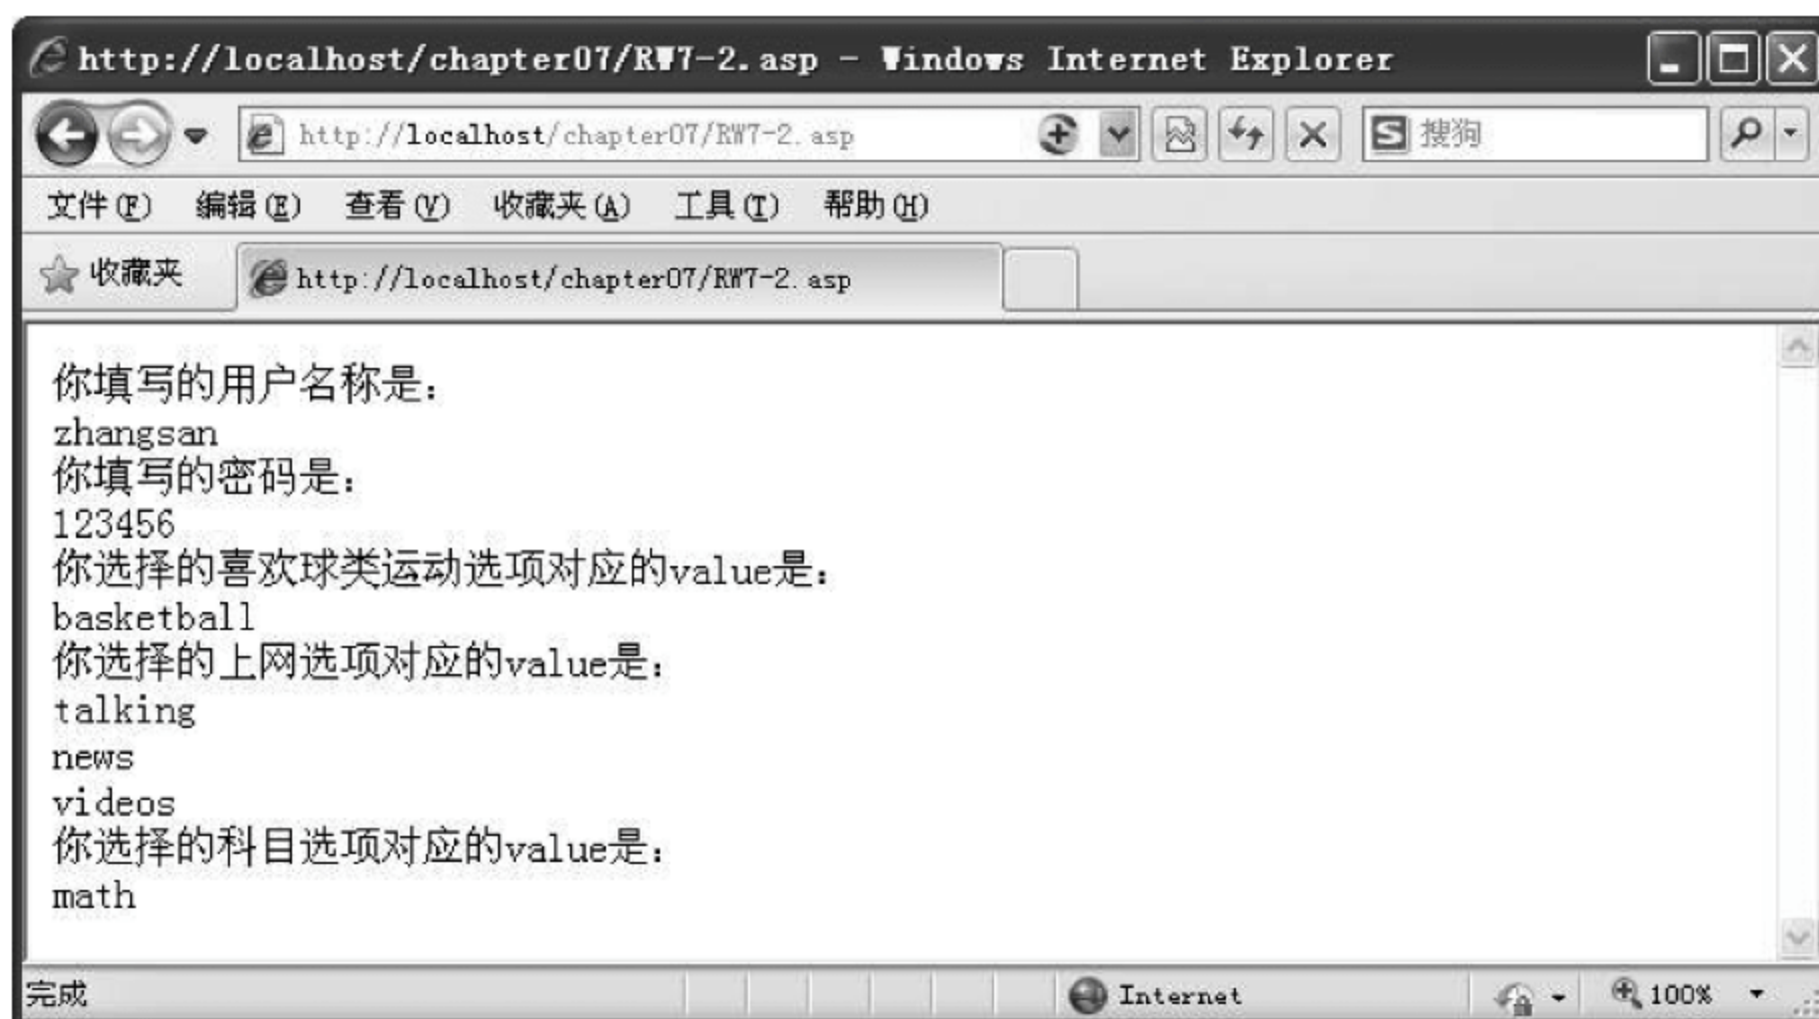 http://localhost/chapter07/RW7-2.asp - Windows Internet Explorer
http://localhost/chapter07/RW7-2.asp 搜狗
文件(F) 编辑(E) 查看(V) 收藏夹(A) 工具(T) 帮助(H)
收藏夹 http://localhost/chapter07/RW7-2.asp
你填写的用户名称是：
zhangsan
你填写的密码是：
123456
你选择的喜欢球类运动选项对应的value是：
basketball
你选择的上网选项对应的value是：
talking
news
videos
你选择的科目选项对应的value是：
math
完成 Internet 100%